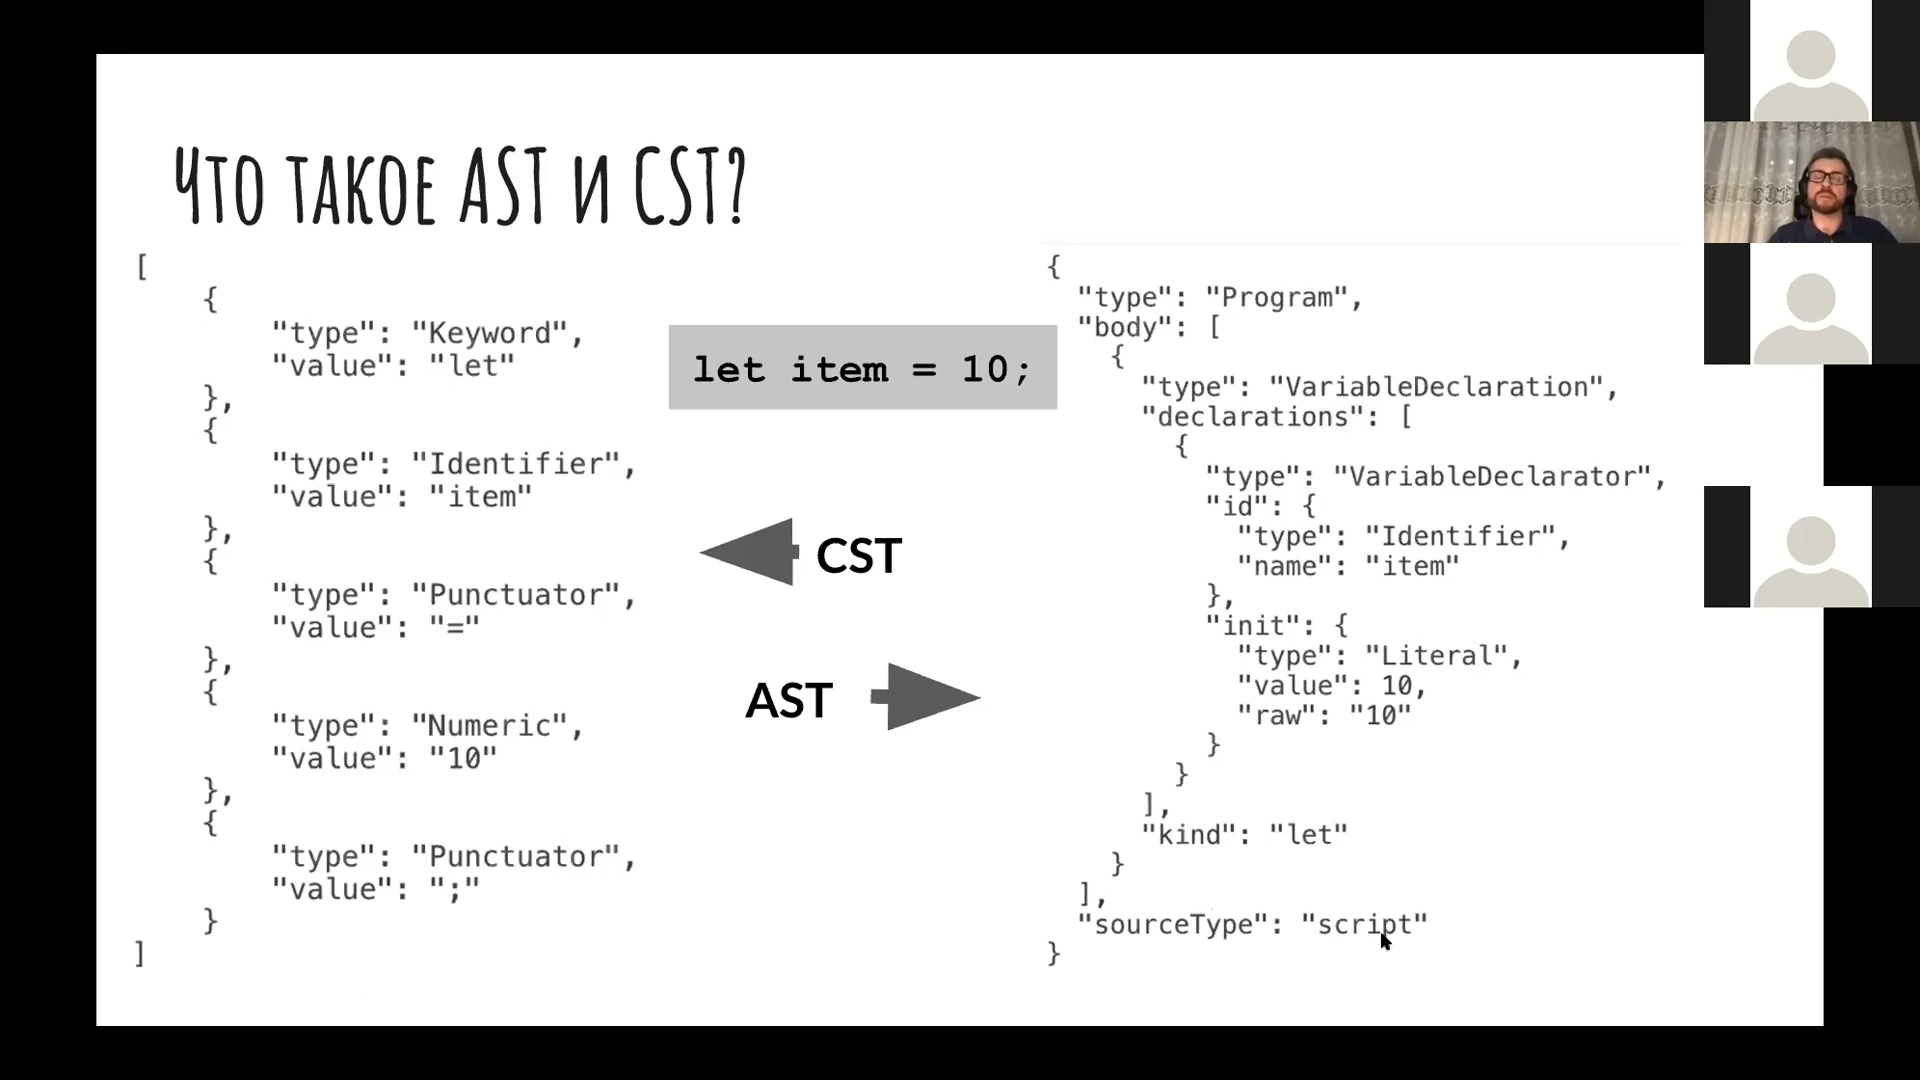 Что такое AST и CST?
[
{
"type": "Keyword",
"value": "let"
},
{
"type": "Identifier",
"value": "item"
},
{
"type": "Punctuator",
"value": "="
},
{
"type": "Numeric",
"value": "10"
},
{
"type": "Punctuator",
"value": ";"
}
]
let item = 10;
CST
AST
{
"type": "Program",
"body": [
{
"type": "VariableDeclaration",
"declarations": [
{
"type": "VariableDeclarator",
"id": {
"type": "Identifier",
"name": "item"
},
"init": {
"type": "Literal",
"value": 10,
"raw": "10"
}
}
],
"kind": "let"
}
],
"sourceType": "script"
}